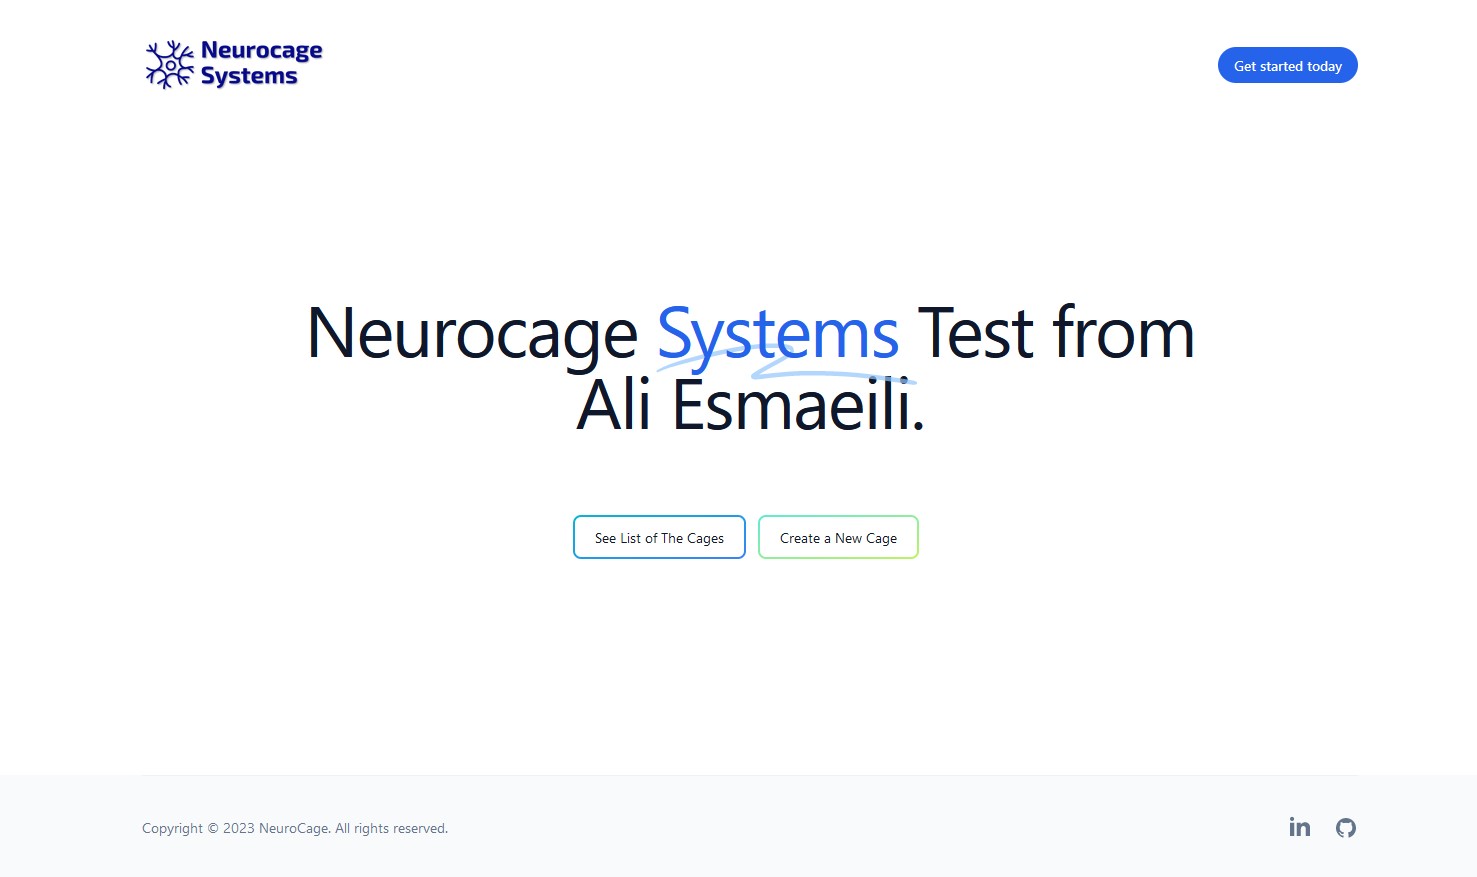 Neurocage
Systems
Get started today
Neurocage Systems Test from
Ali Esmaeili.
See List of The Cages
Create a New Cage
Copyright © 2023 NeuroCage. All rights reserved.
in